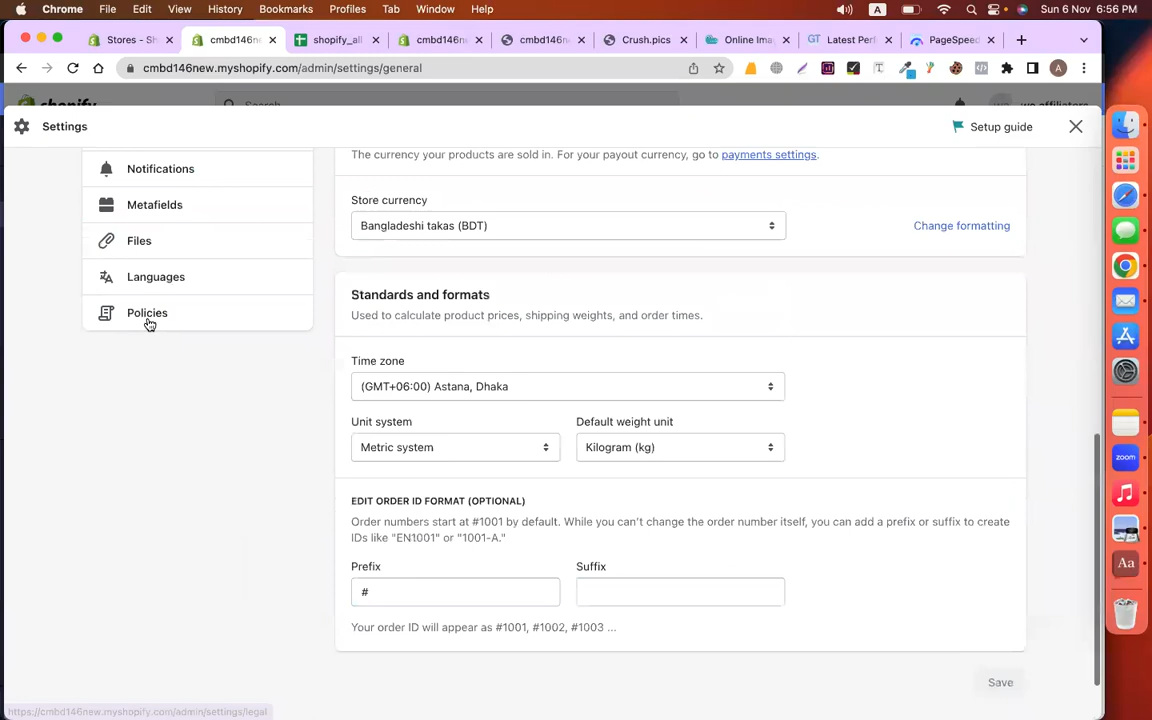 Chrome File Edit View History Bookmarks Profiles Tab Window Help A Sun 6 Nov 6:56 PM
Stores - Sh cmbd146n shopify_all cmbd146n cmbd146n Crush.pics Online Ima Latest Per PageSpeed
cmbd146new.myshopify.com/admin/settings/general A
shopify Search we affiliators
Settings Setup guide
Notifications
Metafields
Files
Languages
Policies
The currency your products are sold in. For your payout currency, go to payments settings.
Store currency
Bangladeshi takas (BDT) Change formatting
Standards and formats
Used to calculate product prices, shipping weights, and order times.
Time zone
(GMT+06:00) Astana, Dhaka
Unit system Default weight unit
Metric system Kilogram (kg)
EDIT ORDER ID FORMAT (OPTIONAL)
Order numbers start at #1001 by default. While you can't change the order number itself, you can add a prefix or suffix to create
IDs like "EN1001" or "1001-A."
Prefix Suffix
#
Your order ID will appear as #1001, #1002, #1003 ...
Save
zoom
Aa
https://cmbd146new.myshopify.com/admin/settings/legal